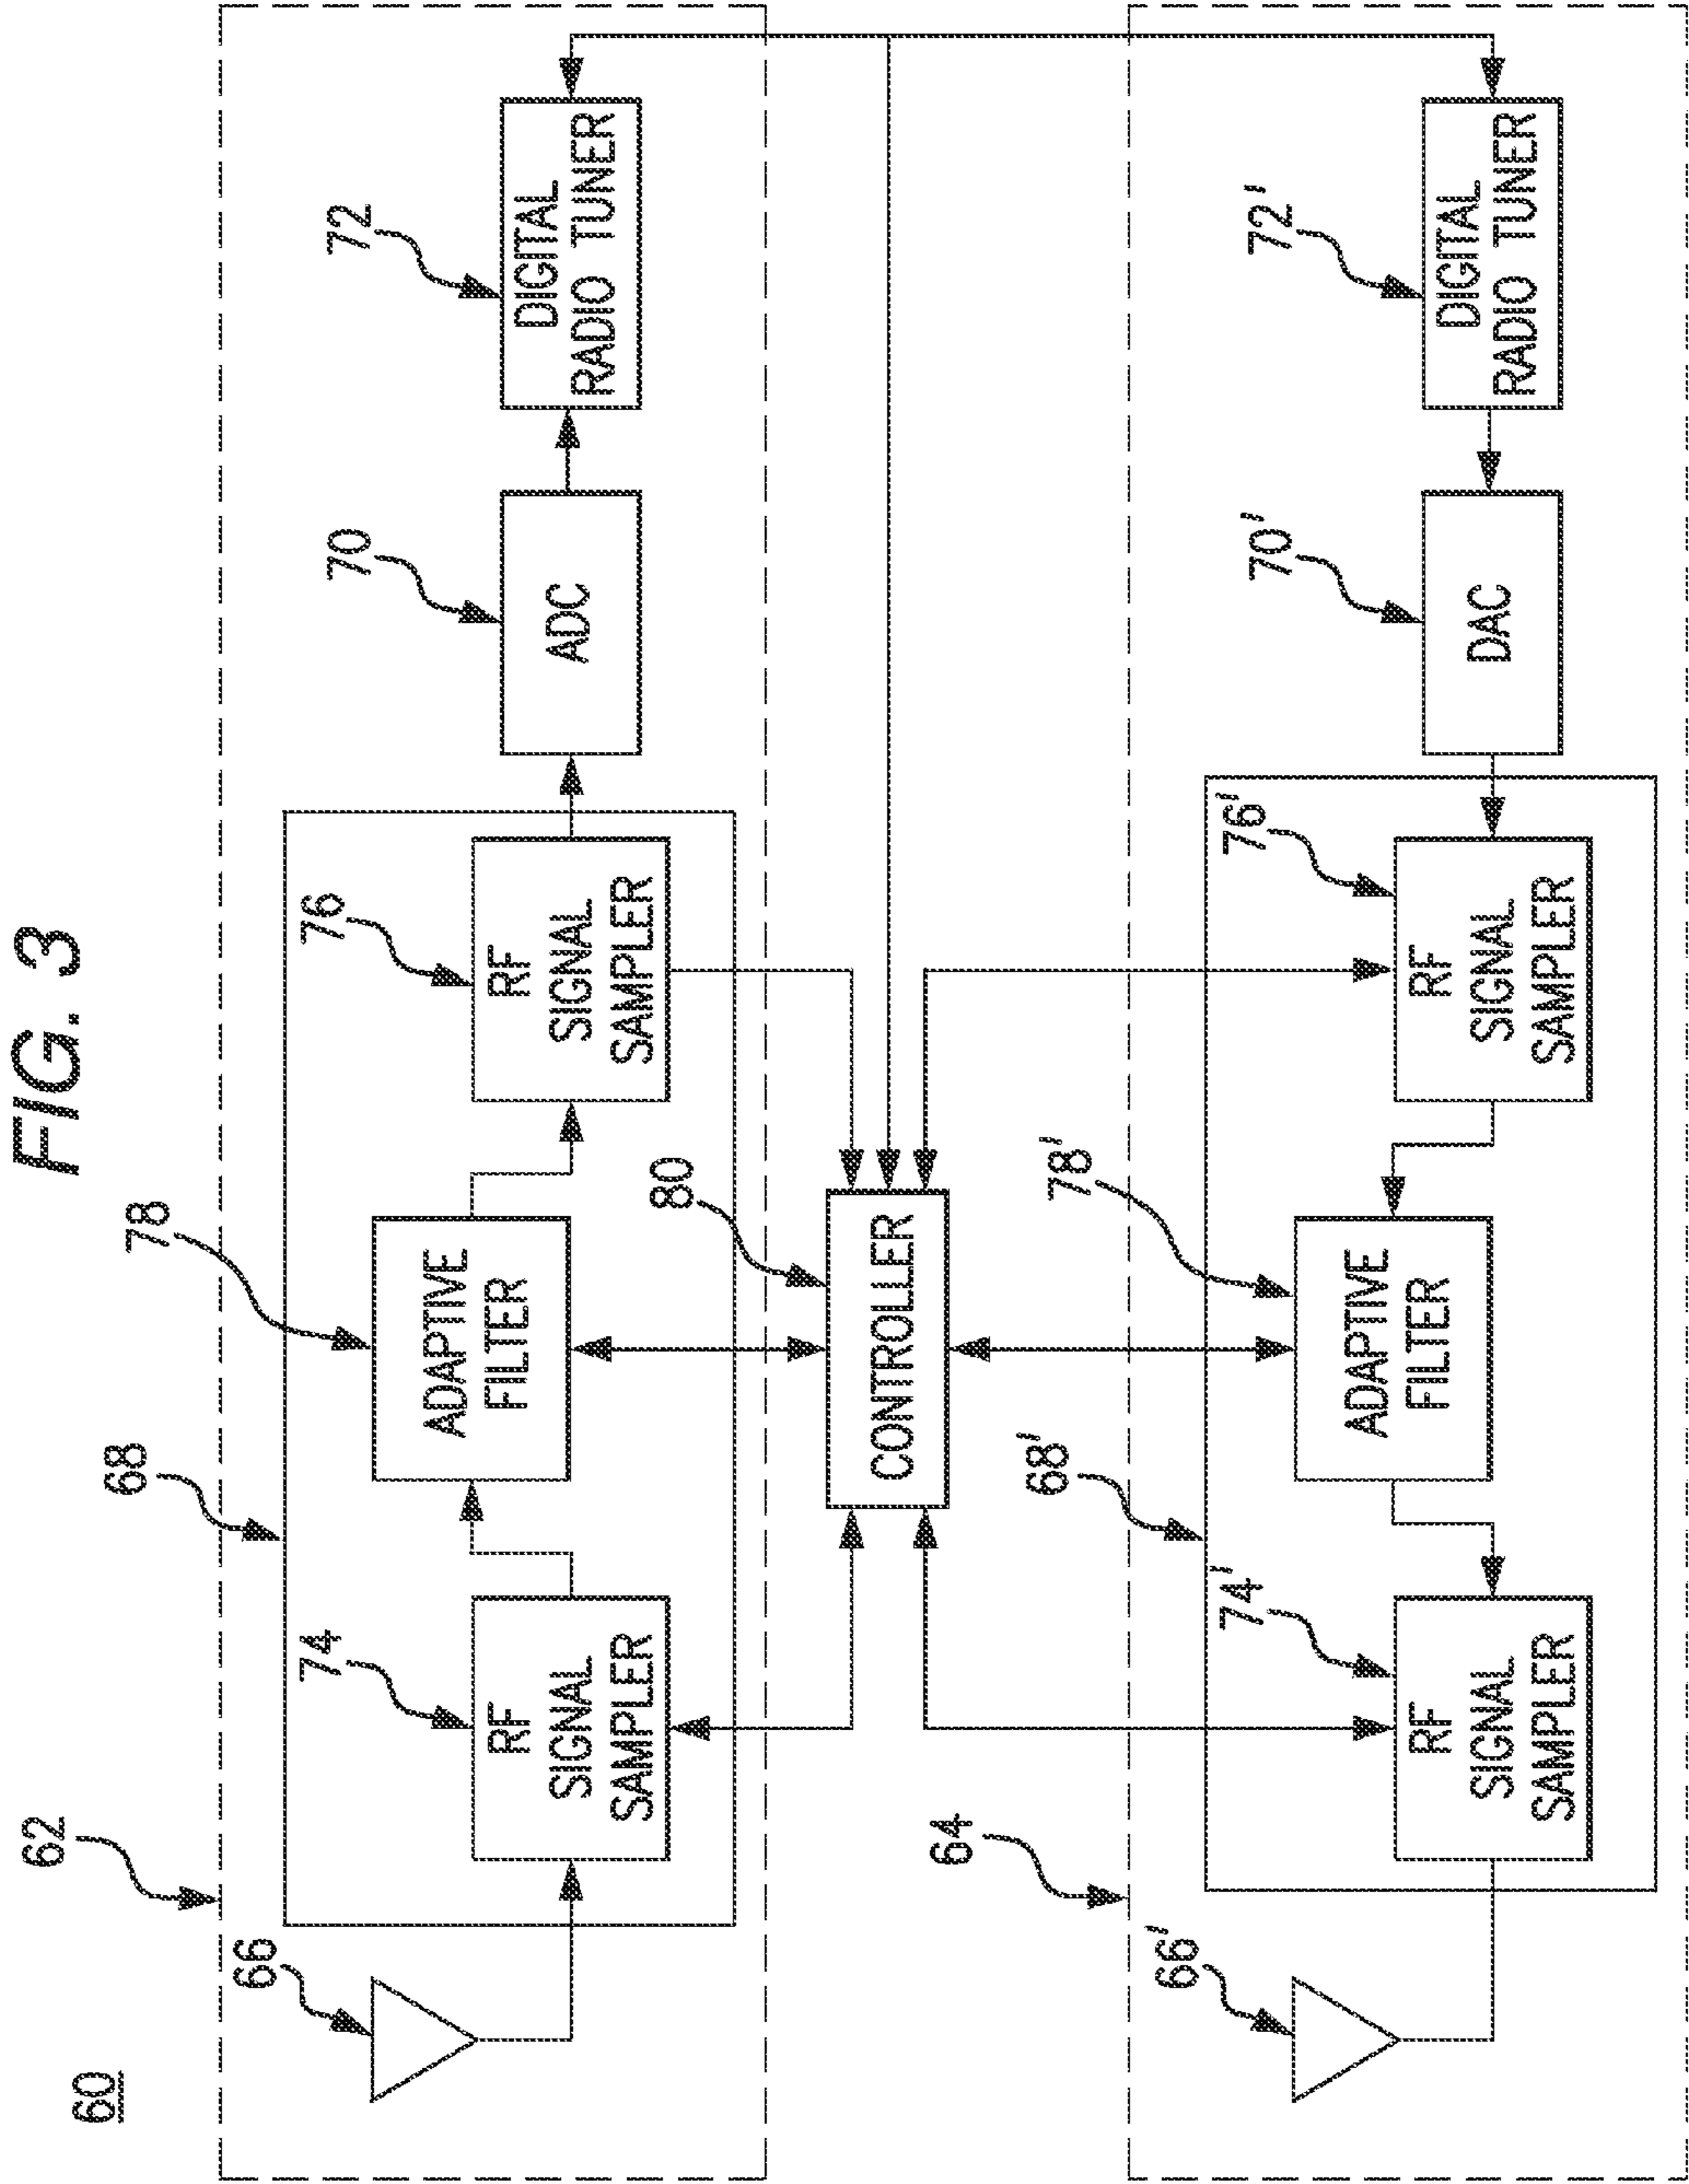 FIG. 3
60
62
66
68
74
RF
SIGNAL
SAMPLER
78
ADAPTIVE
FILTER
76
RF
SIGNAL
SAMPLER
70
ADC
72
DIGITAL
RADIO TUNER
80
CONTROLLER
64
66'
68'
74'
RF
SIGNAL
SAMPLER
78'
ADAPTIVE
FILTER
76'
RF
SIGNAL
SAMPLER
70'
DAC
72'
DIGITAL
RADIO TUNER